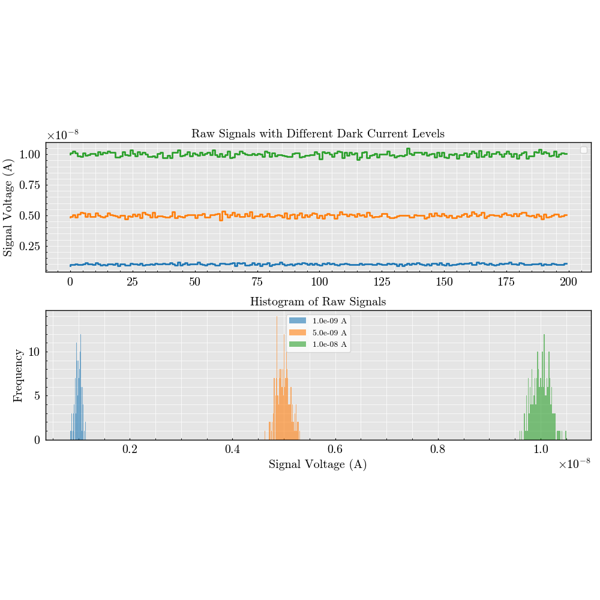 ×10⁻⁸
Raw Signals with Different Dark Current Levels
Signal Voltage (A)
1.00
0.75
0.50
0.25
0 25 50 75 100 125 150 175 200
Histogram of Raw Signals
1.0e-09 A
5.0e-09 A
1.0e-08 A
Frequency
10
5
0
0.2 0.4 0.6 0.8 1.0
Signal Voltage (A)
×10⁻⁸